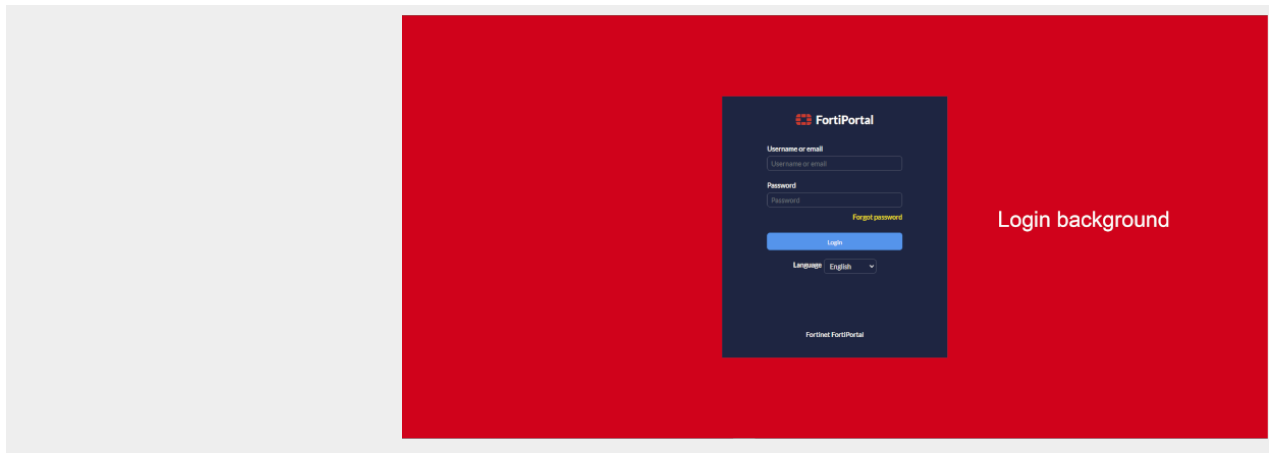 FortiPortal
Username or email
Username or email
Password
Password
Forgot password
Login
Language English
Fortinet FortiPortal
Login background